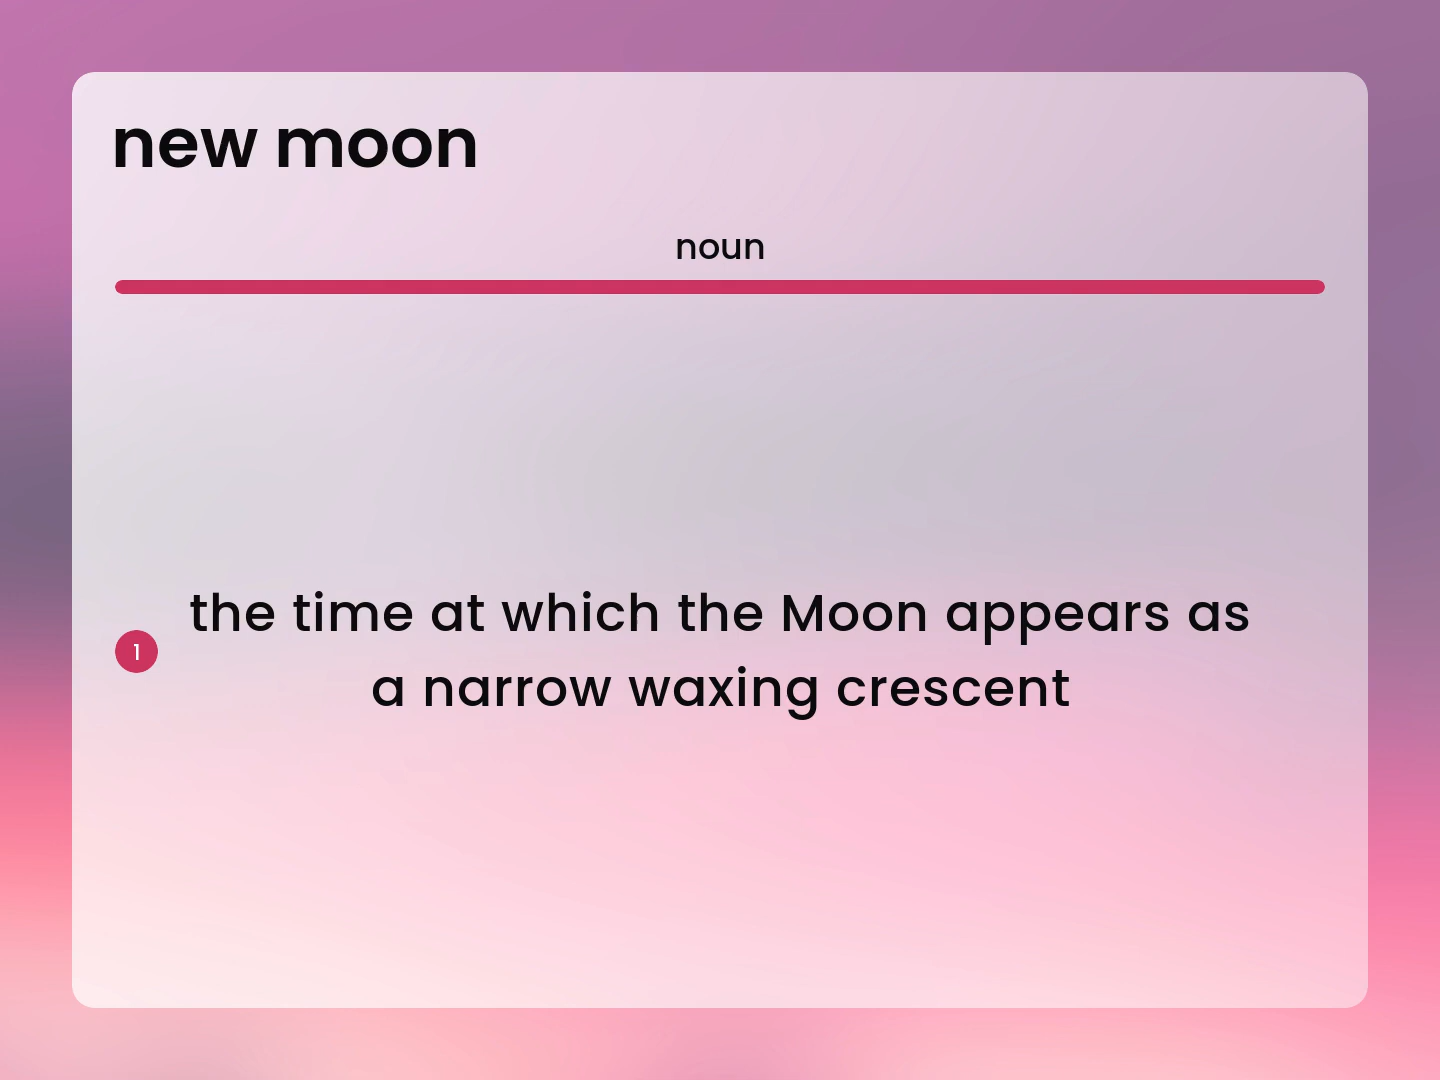 new moon
noun
1
the time at which the Moon appears as
a narrow waxing crescent